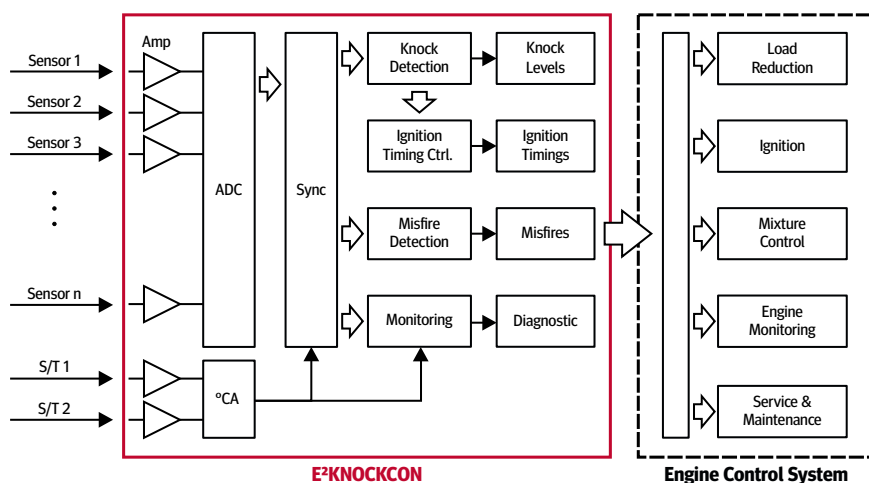 Amp
Sensor 1
Sensor 2
Sensor 3
Sensor n
S/T 1
S/T 2
ADC
ºCA
Sync
Knock
Detection
Knock
Levels
Ignition
Timing Ctrl.
Ignition
Timings
Misfire
Detection
Misfires
Monitoring
Diagnostic
E²KNOCKCON
Load
Reduction
Ignition
Mixture
Control
Engine
Monitoring
Service &
Maintenance
Engine Control System